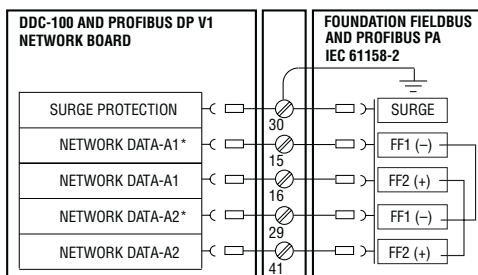 DDC-100 AND PROFIBUS DP V1
NETWORK BOARD
FOUNDATION FIELDBUS
AND PROFIBUS PA
IEC 61158-2
SURGE PROTECTION
30
SURGE
NETWORK DATA-A1*
15
FF1 (–)
NETWORK DATA-A1
16
FF2 (+)
NETWORK DATA-A2*
29
FF1 (–)
NETWORK DATA-A2
41
FF2 (+)